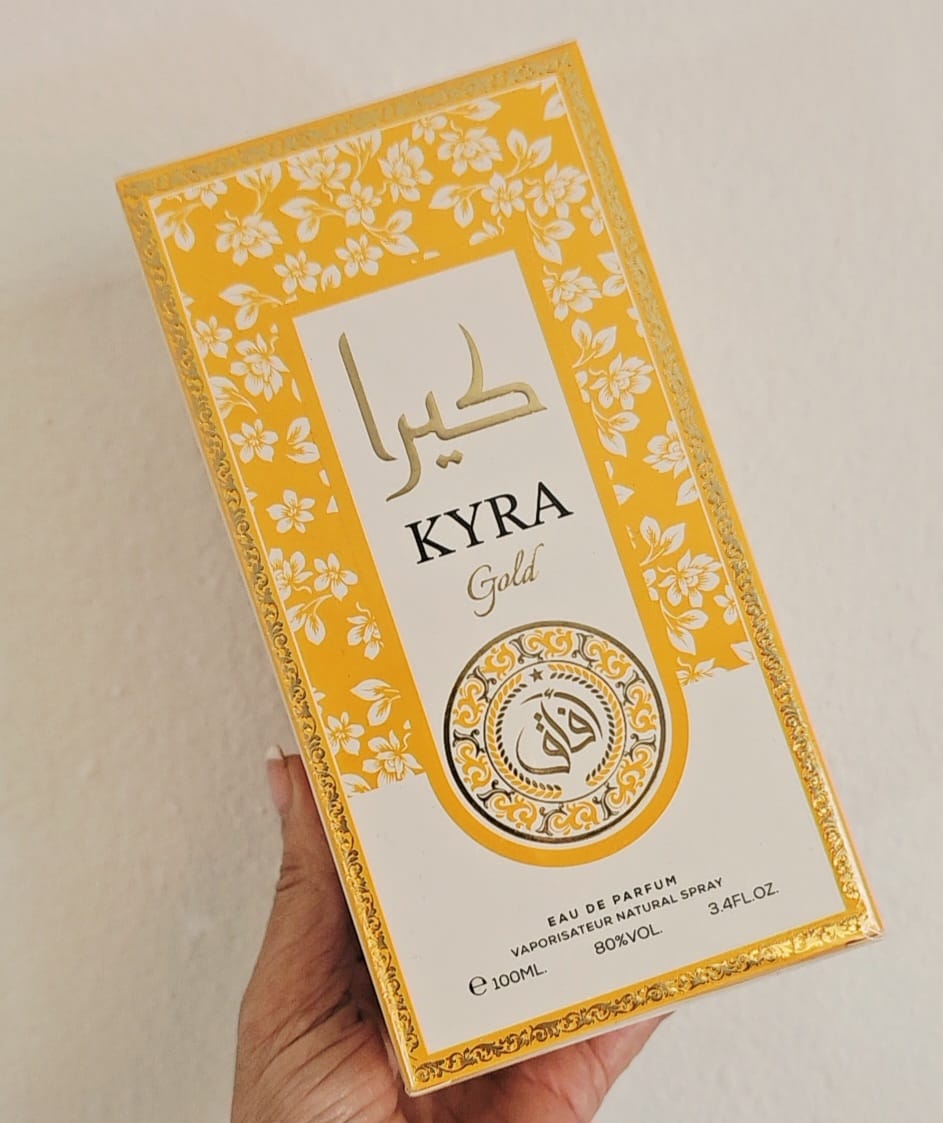 كيرا
KYRA
Gold
EAU DE PARFUM
VAPORISATEUR NATURAL SPRAY
℮ 100ML. 80%VOL. 3.4FL.OZ.